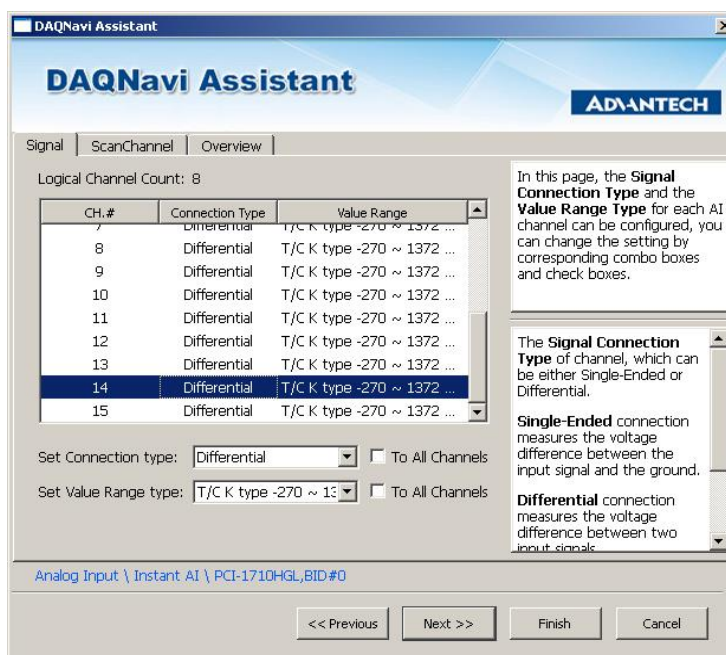 DAQNavi Assistant
DAQNavi Assistant
ADVANTECH
Signal ScanChannel Overview
Logical Channel Count: 8
CH.# Connection Type Value Range
7 Differential T/C K type -270 ~ 1372 ...
8 Differential T/C K type -270 ~ 1372 ...
9 Differential T/C K type -270 ~ 1372 ...
10 Differential T/C K type -270 ~ 1372 ...
11 Differential T/C K type -270 ~ 1372 ...
12 Differential T/C K type -270 ~ 1372 ...
13 Differential T/C K type -270 ~ 1372 ...
14 Differential T/C K type -270 ~ 1372 ...
15 Differential T/C K type -270 ~ 1372 ...
Set Connection type: Differential To All Channels
Set Value Range type: T/C K type -270 ~ 13 To All Channels
In this page, the Signal
Connection Type and the
Value Range Type for each AI
channel can be configured, you
can change the setting by
corresponding combo boxes
and check boxes.
The Signal Connection
Type of channel, which can
be either Single-Ended or
Differential.
Single-Ended connection
measures the voltage
difference between the
input signal and the ground.
Differential connection
measures the voltage
difference between two
input signals
Analog Input \ Instant AI \ PCI-1710HGL,BID#0
<< Previous Next >> Finish Cancel